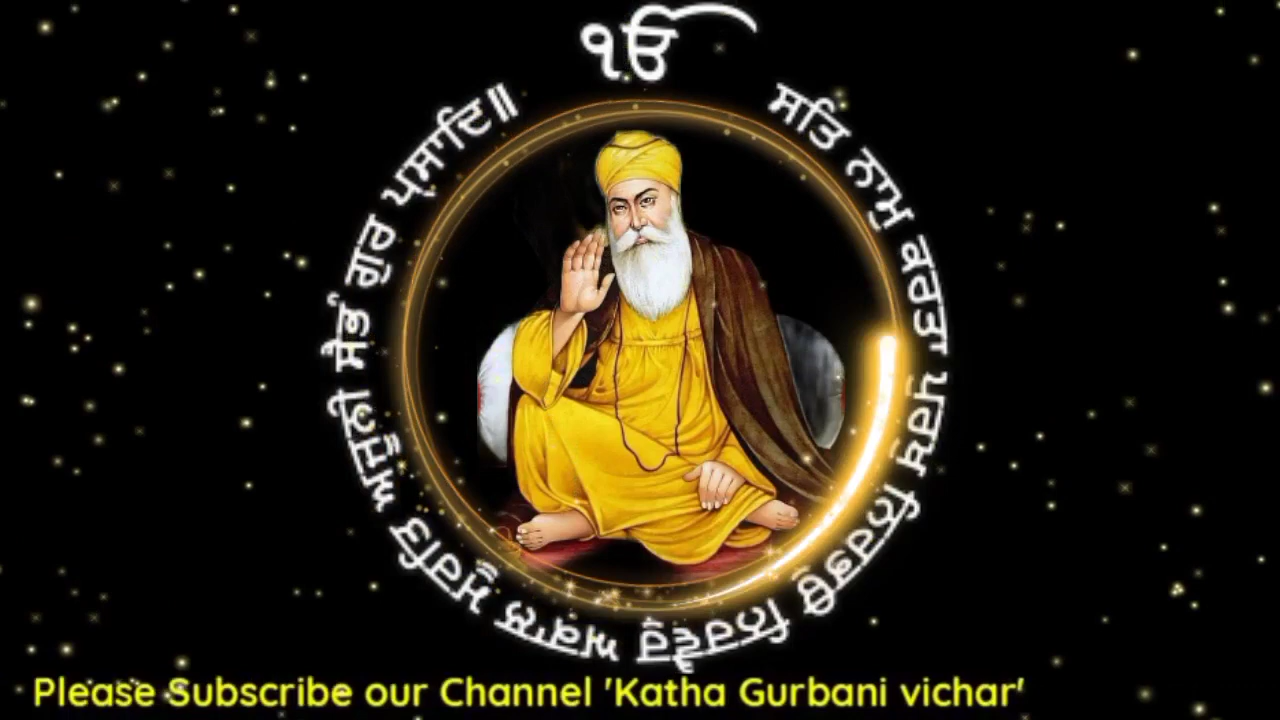 ੴ
ਸਤਿ ਨਾਮੁ ਕਰਤਾ ਪੁਰਖੁ ਨਿਰਭਉ ਨਿਰਵੈਰੁ ਅਕਾਲ ਮੂਰਤਿ ਅਜੂਨੀ ਸੈਭੰ ਗੁਰ ਪ੍ਰਸਾਦਿ॥
Please Subscribe our Channel 'Katha Gurbani vichar'